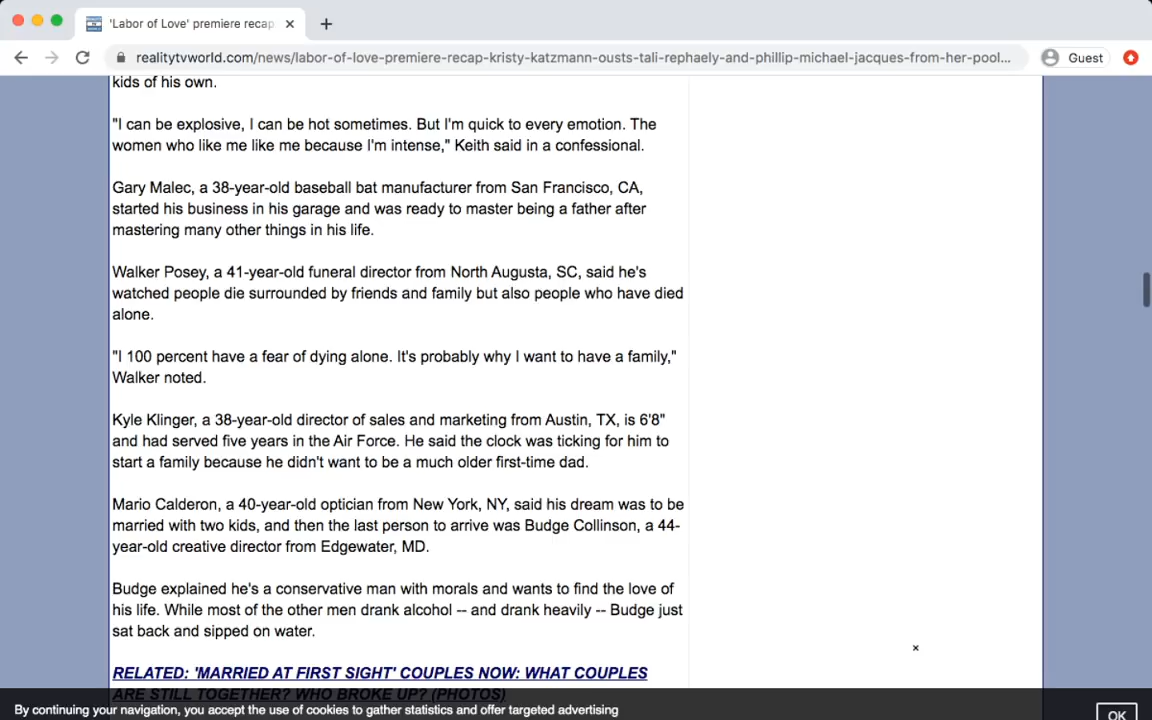 'Labor of Love' premiere recap
realitytvworld.com/news/labor-of-love-premiere-recap-kristy-katzmann-ousts-tali-rephaely-and-phillip-michael-jacques-from-her-pool...
Guest
kids of his own.
"I can be explosive, I can be hot sometimes. But I'm quick to every emotion. The
women who like me like me because I'm intense," Keith said in a confessional.
Gary Malec, a 38-year-old baseball bat manufacturer from San Francisco, CA,
started his business in his garage and was ready to master being a father after
mastering many other things in his life.
Walker Posey, a 41-year-old funeral director from North Augusta, SC, said he's
watched people die surrounded by friends and family but also people who have died
alone.
"I 100 percent have a fear of dying alone. It's probably why I want to have a family,"
Walker noted.
Kyle Klinger, a 38-year-old director of sales and marketing from Austin, TX, is 6'8"
and had served five years in the Air Force. He said the clock was ticking for him to
start a family because he didn't want to be a much older first-time dad.
Mario Calderon, a 40-year-old optician from New York, NY, said his dream was to be
married with two kids, and then the last person to arrive was Budge Collinson, a 44-
year-old creative director from Edgewater, MD.
Budge explained he's a conservative man with morals and wants to find the love of
his life. While most of the other men drank alcohol -- and drank heavily -- Budge just
sat back and sipped on water.
RELATED: 'MARRIED AT FIRST SIGHT' COUPLES NOW: WHAT COUPLES
ARE STILL TOGETHER? WHO BROKE UP? (PHOTOS)
By continuing your navigation, you accept the use of cookies to gather statistics and offer targeted advertising
OK